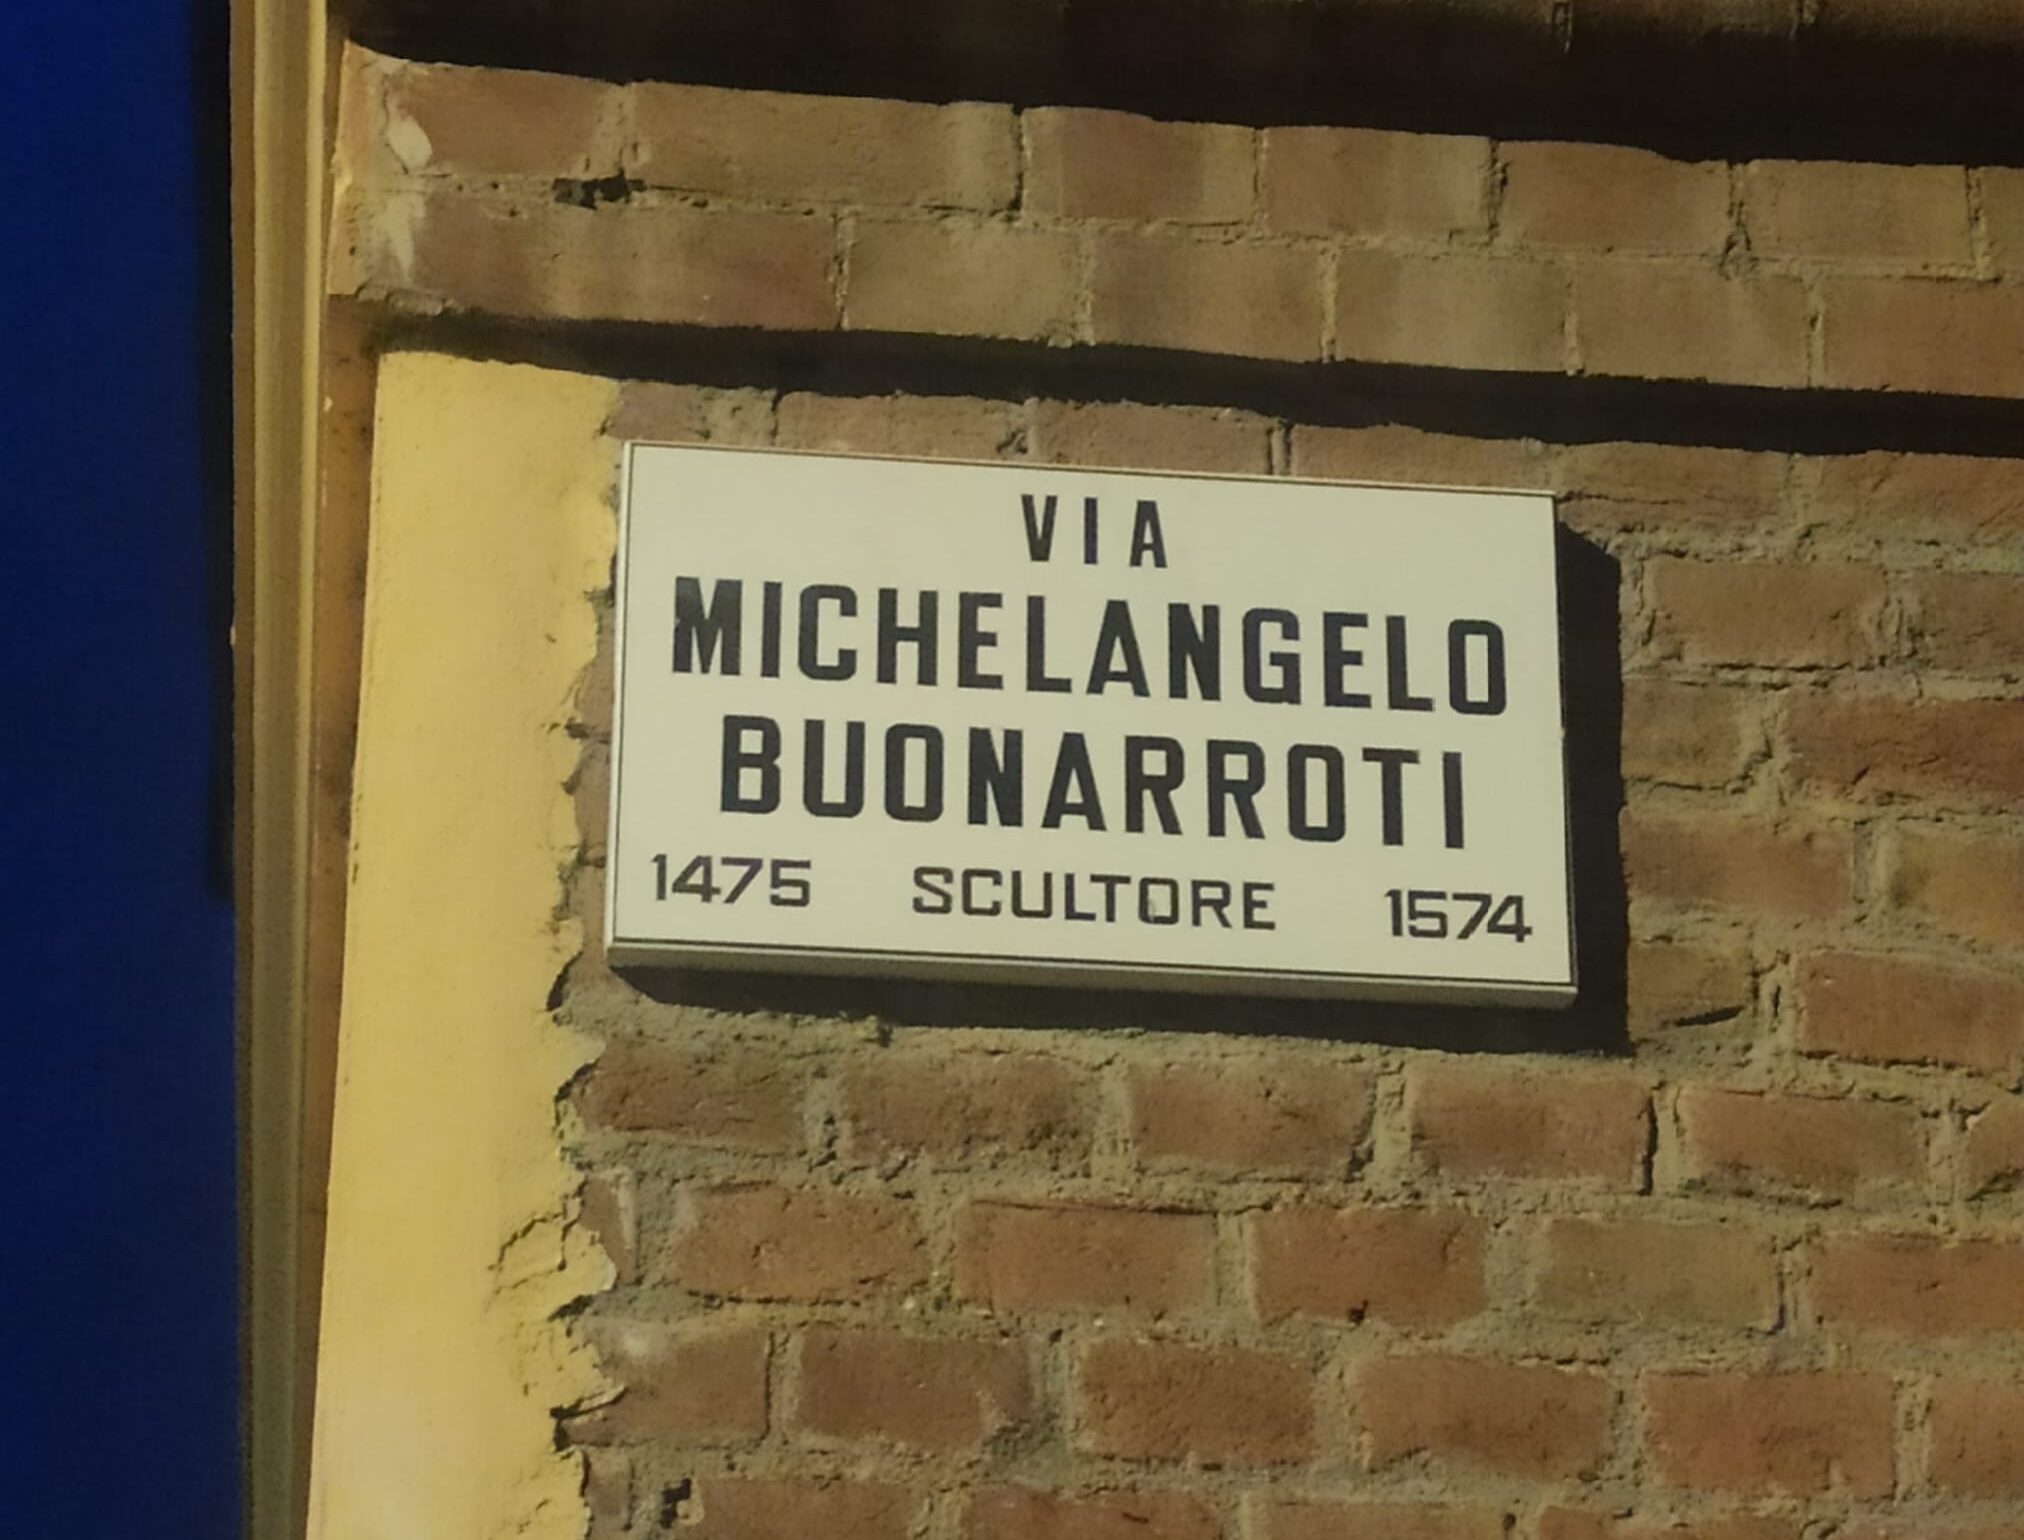 VIA
MICHELANGELO
BUONARROTI
1475 SCULTORE 1574